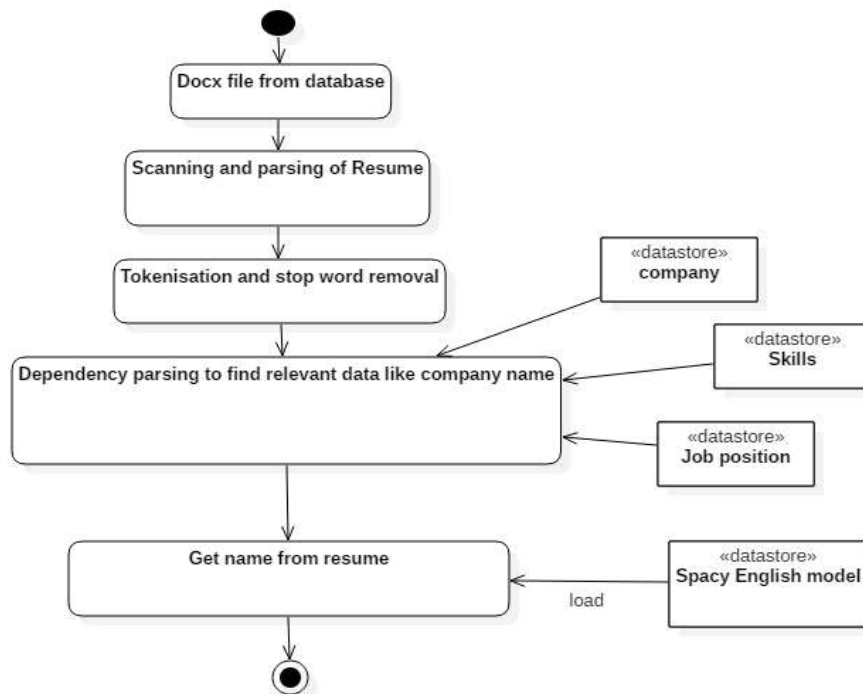 Docx file from database
Scanning and parsing of Resume
Tokenisation and stop word removal
«datastore»
company
«datastore»
Skills
Dependency parsing to find relevant data like company name
«datastore»
Job position
Get name from resume
«datastore»
Spacy English model
load